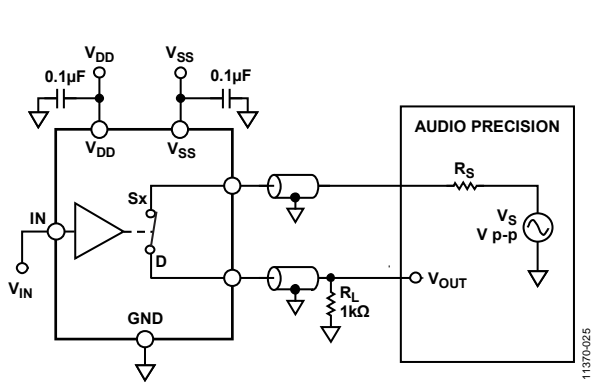 VDD
VSS
0.1µF
0.1µF
VDD
VSS
AUDIO PRECISION
RS
VS
V p-p
Sx
IN
D
VIN
VOUT
RL
1kΩ
GND
11370-025